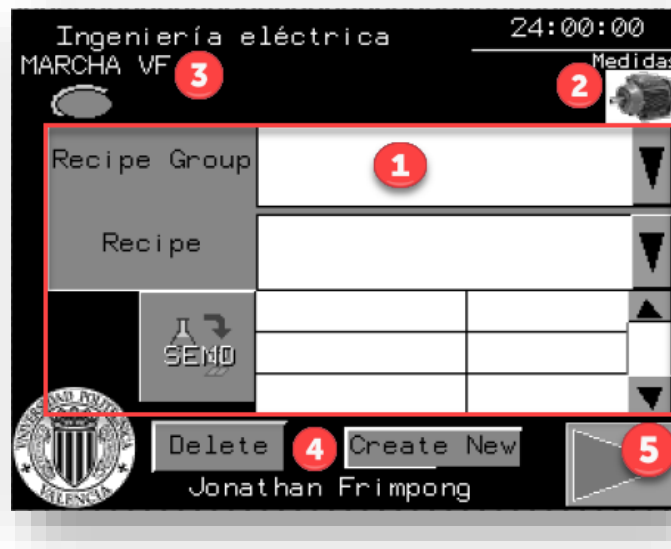 Ingeniería eléctrica
24:00:00
MARCHA VF
3
2
Medidas
Recipe Group
1
Recipe
SEND
Delete
4
Create New
5
Jonathan Frimpong